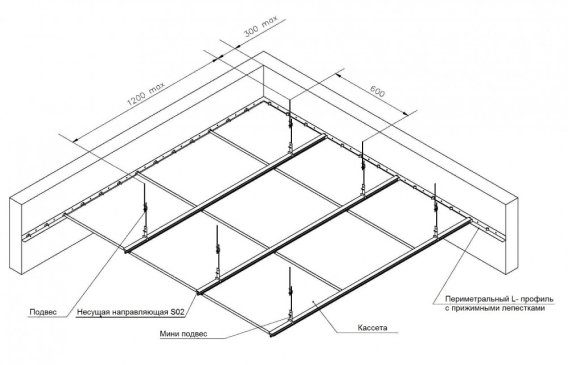 300 max
1200 max
600
Подвес
Несущая направляющая S02
Мини подвес
Кассета
Периметральный L- профиль
с прижимными лепестками